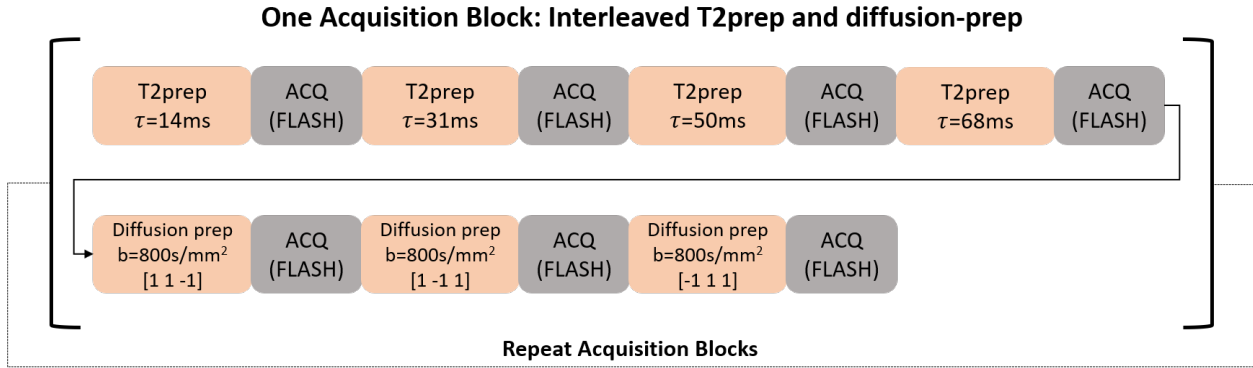 One Acquisition Block: Interleaved T2prep and diffusion-prep
T2prep
τ=14ms
ACQ
(FLASH)
T2prep
τ=31ms
ACQ
(FLASH)
T2prep
τ=50ms
ACQ
(FLASH)
T2prep
τ=68ms
ACQ
(FLASH)
Diffusion prep
b=800s/mm²
[1 1 -1]
ACQ
(FLASH)
Diffusion prep
b=800s/mm²
[1 -1 1]
ACQ
(FLASH)
Diffusion prep
b=800s/mm²
[-1 1 1]
ACQ
(FLASH)
Repeat Acquisition Blocks